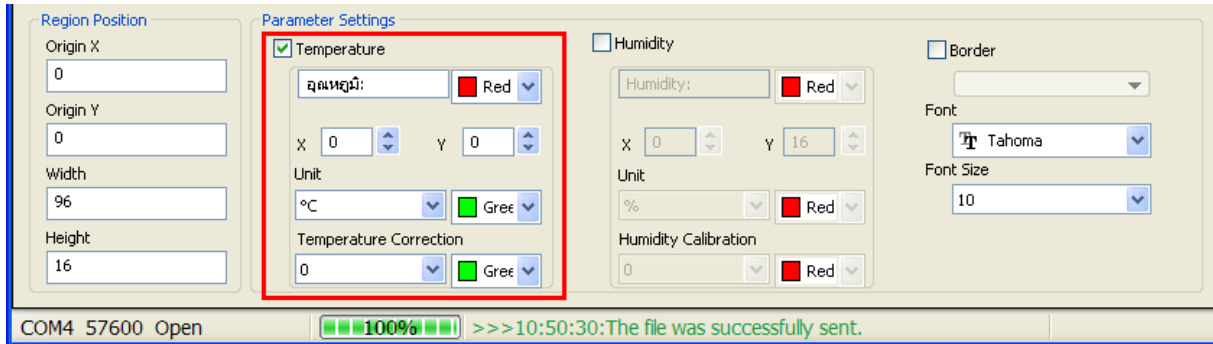 Region Position
Origin X
0
Origin Y
0
Width
96
Height
16
Parameter Settings
Temperature
อุณหภูมิ: Red
X 0 Y 0
Unit
°C Gree
Temperature Correction
0 Gree
Humidity
Humidity: Red
X 0 Y 16
Unit
% Red
Humidity Calibration
0 Red
Border
Font
Tahoma
Font Size
10
COM4 57600 Open 100% >>>10:50:30:The file was successfully sent.